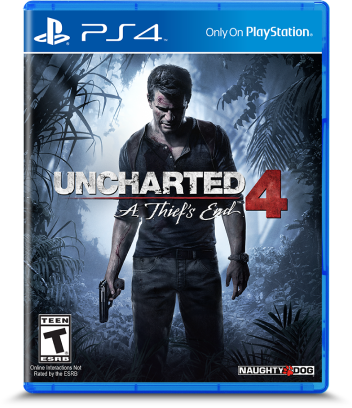 PS4
Only On PlayStation®
UNCHARTED 4
A Thief's End
TEEN
T
ESRB
Online Interactions Not
Rated by the ESRB
NAUGHTY DOG